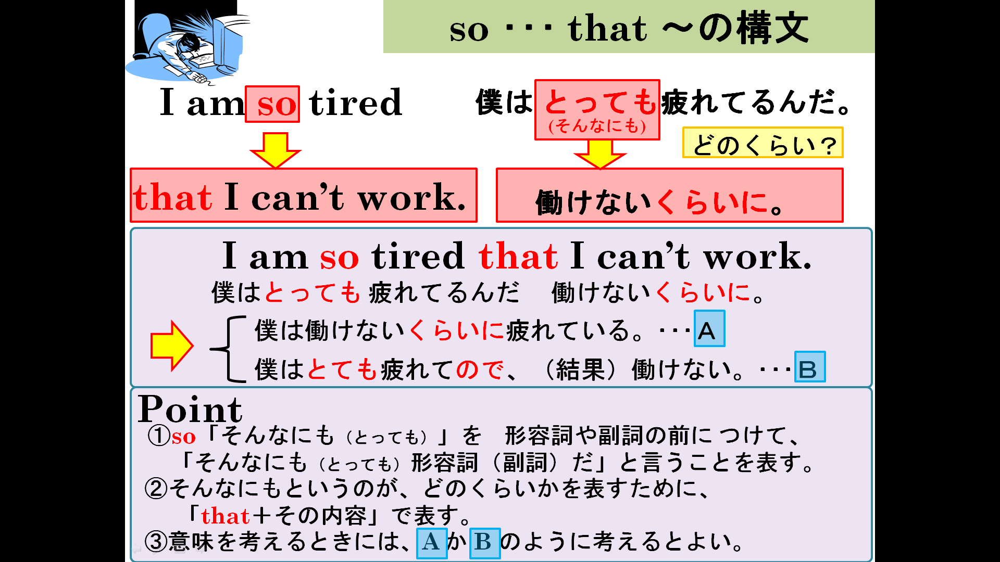 so ･･･ that ～の構文
I am so tired
僕はとっても疲れてるんだ。
(そんなにも)
どのくらい？
that I can’t work.
働けないくらいに。
I am so tired that I can’t work.
僕はとっても疲れてるんだ　働けないくらいに。
僕は働けないくらいに疲れている。･･･A
僕はとても疲れてので、（結果）働けない。･･･B
Point
①so「そんなにも（とっても）」を　形容詞や副詞の前に つけて、
「そんなにも（とっても）形容詞（副詞）だ」と言うことを表す。
②そんなにもというのが、どのくらいかを表すために、
「that＋その内容」で表す。
③意味を考えるときには、AかBのように考えるとよい。